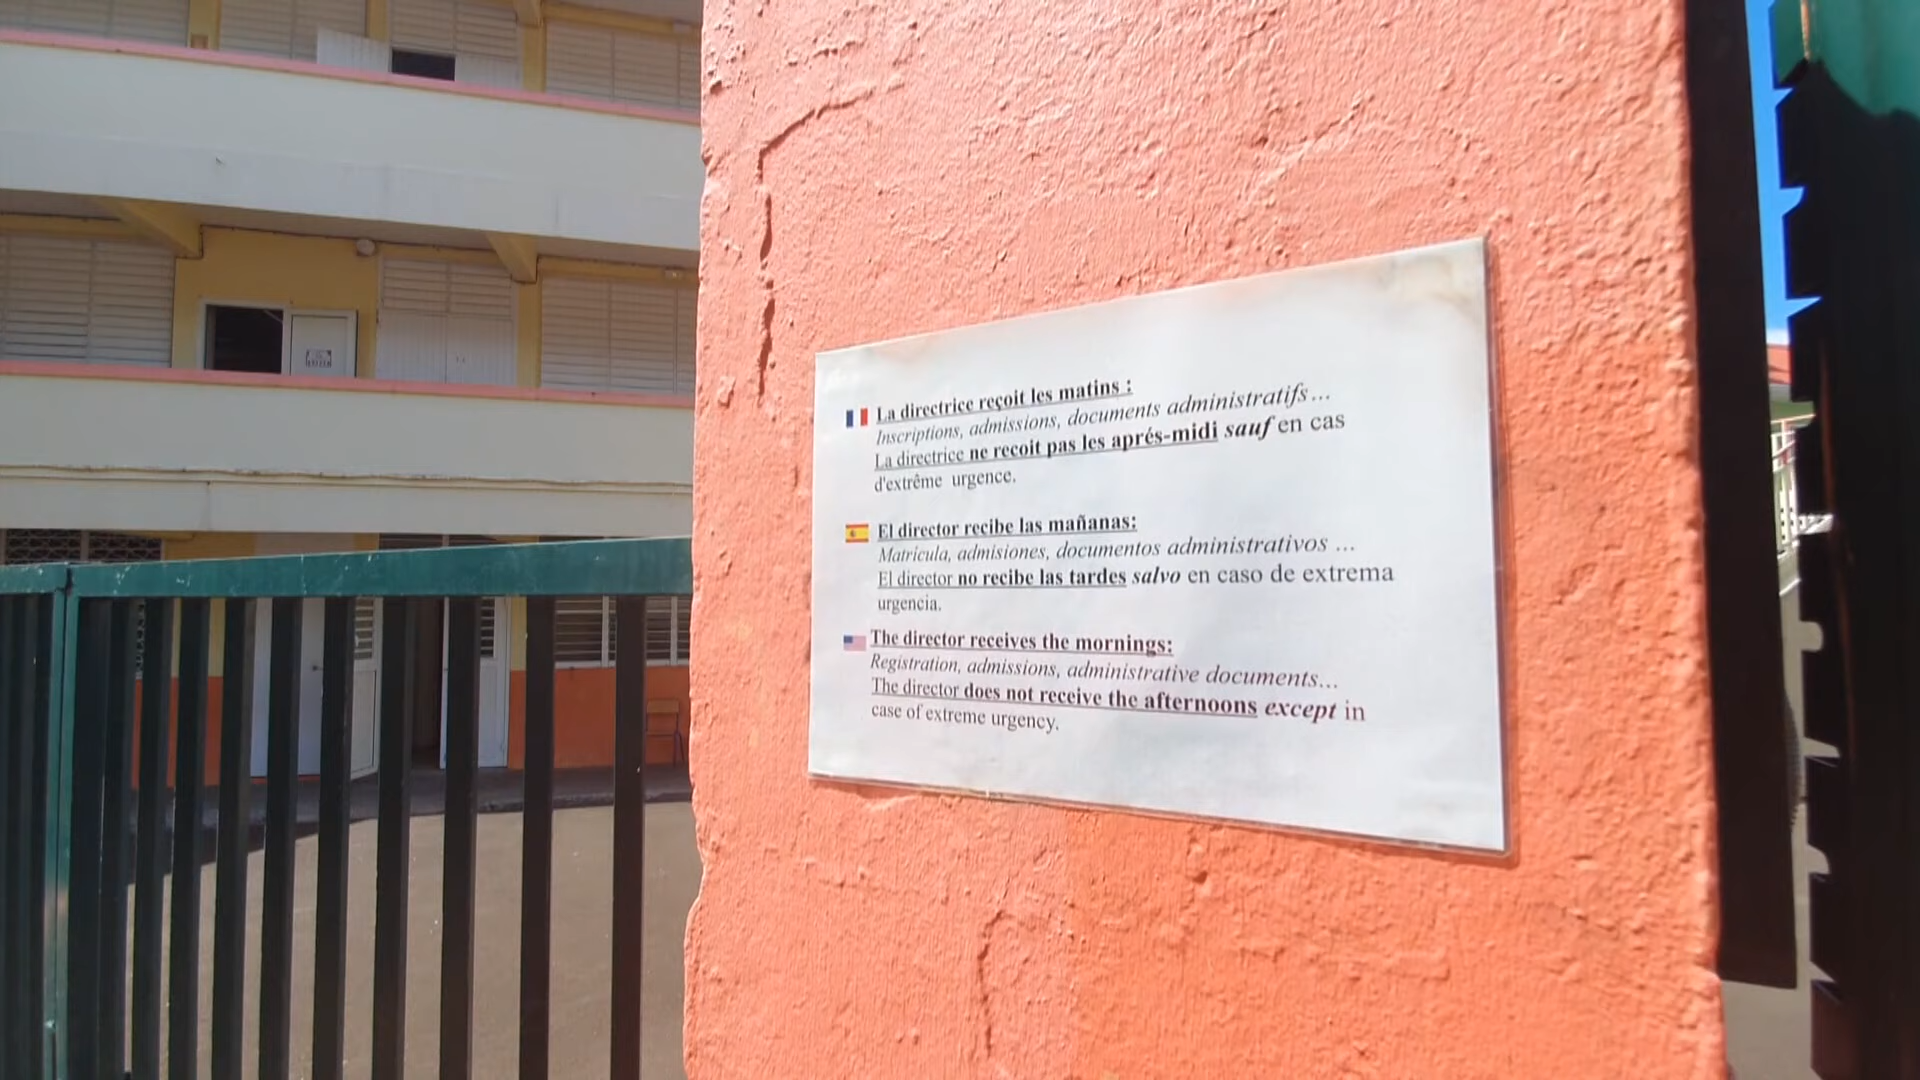 La directrice reçoit les matins :
Inscriptions, admissions, documents administratifs...
La directrice ne recoit pas les aprés-midi sauf en cas
d'extrême urgence.
El director recibe las mañanas:
Matricula, admisiones, documentos administrativos ...
El director no recibe las tardes salvo en caso de extrema
urgencia.
The director receives the mornings:
Registration, admissions, administrative documents...
The director does not receive the afternoons except in
case of extreme urgency.